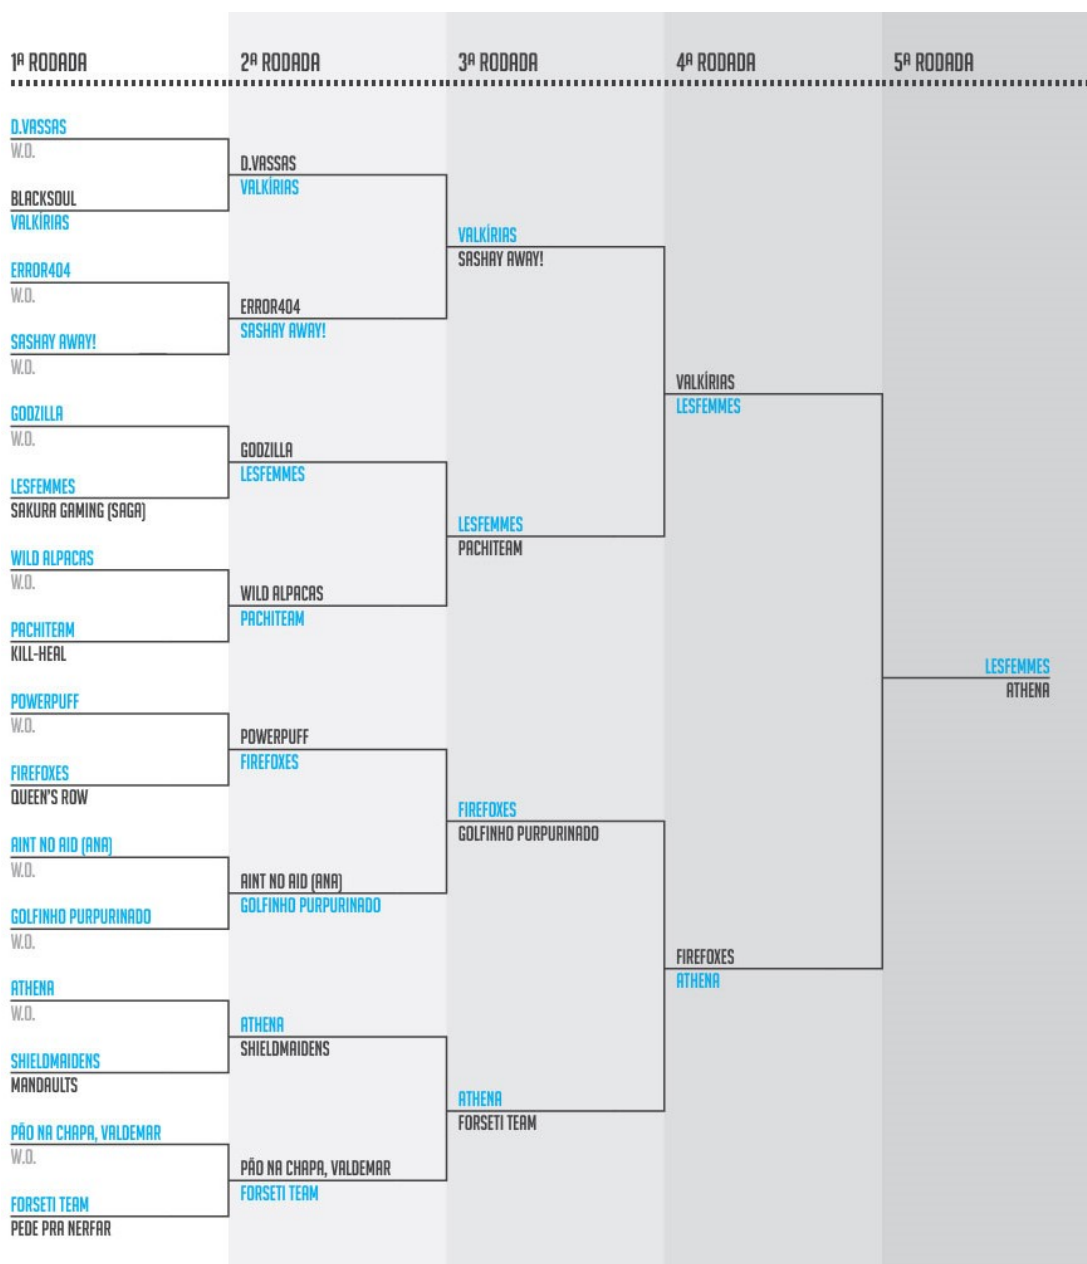 1ª RODADA
2ª RODADA
3ª RODADA
4ª RODADA
5ª RODADA
D.VASSAS
W.O.
BLACKSOUL
VALKÍRIAS
ERROR404
W.O.
SASHAY AWAY!
W.O.
GODZILLA
W.O.
LESFEMMES
SAKURA GAMING (SAGA)
WILD ALPACAS
W.O.
PACHITEAM
KILL-HEAL
POWERPUFF
W.O.
FIREFOXES
QUEEN'S ROW
AINT NO AID (ANA)
W.O.
GOLFINHO PURPURINADO
W.O.
ATHENA
W.O.
SHIELDMAIDENS
MANDAULTS
PÃO NA CHAPA, VALDEMAR
W.O.
FORSETI TEAM
PEDE PRA NERFAR
D.VASSAS
VALKÍRIAS
ERROR404
SASHAY AWAY!
GODZILLA
LESFEMMES
WILD ALPACAS
PACHITEAM
POWERPUFF
FIREFOXES
AINT NO AID (ANA)
GOLFINHO PURPURINADO
ATHENA
SHIELDMAIDENS
PÃO NA CHAPA, VALDEMAR
FORSETI TEAM
VALKÍRIAS
SASHAY AWAY!
LESFEMMES
PACHITEAM
FIREFOXES
GOLFINHO PURPURINADO
ATHENA
FORSETI TEAM
VALKÍRIAS
LESFEMMES
FIREFOXES
ATHENA
LESFEMMES
ATHENA